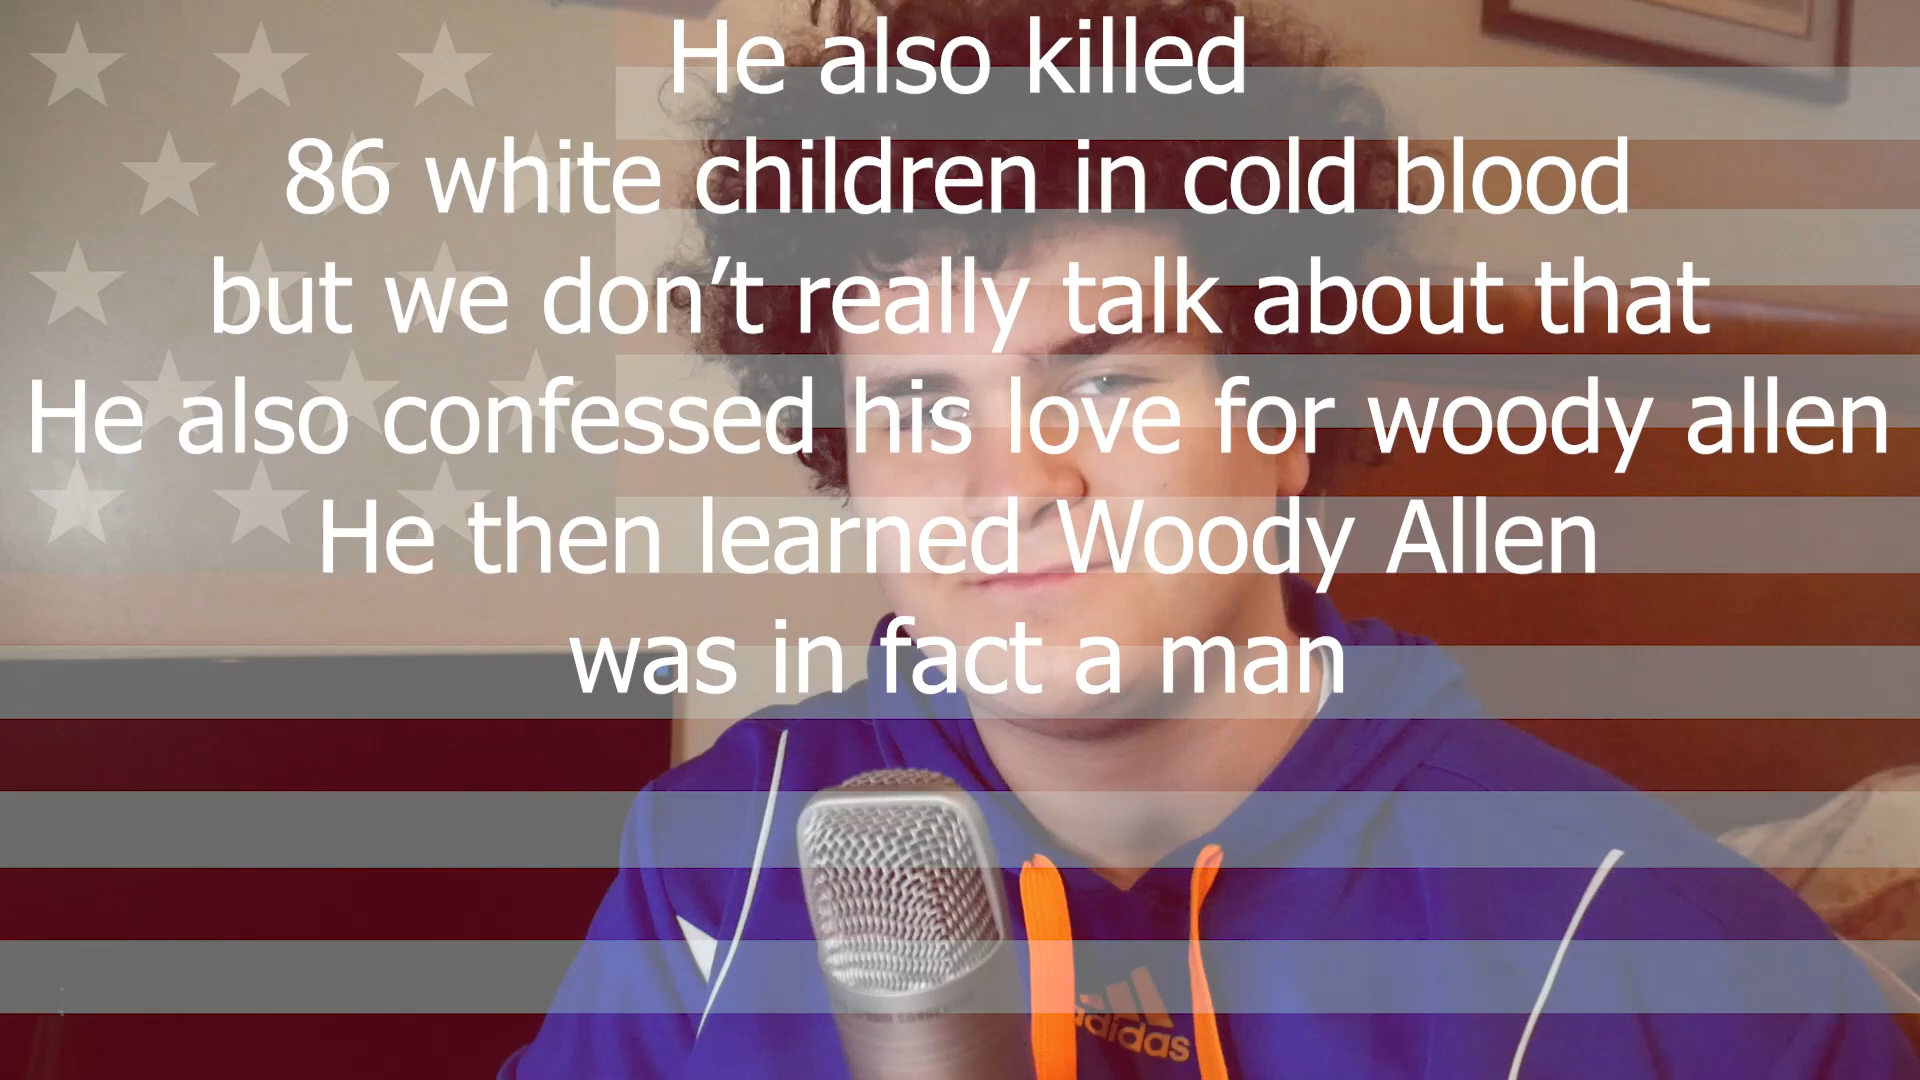 He also killed
86 white children in cold blood
but we don’t really talk about that
He also confessed his love for woody allen
He then learned Woody Allen
was in fact a man
adidas